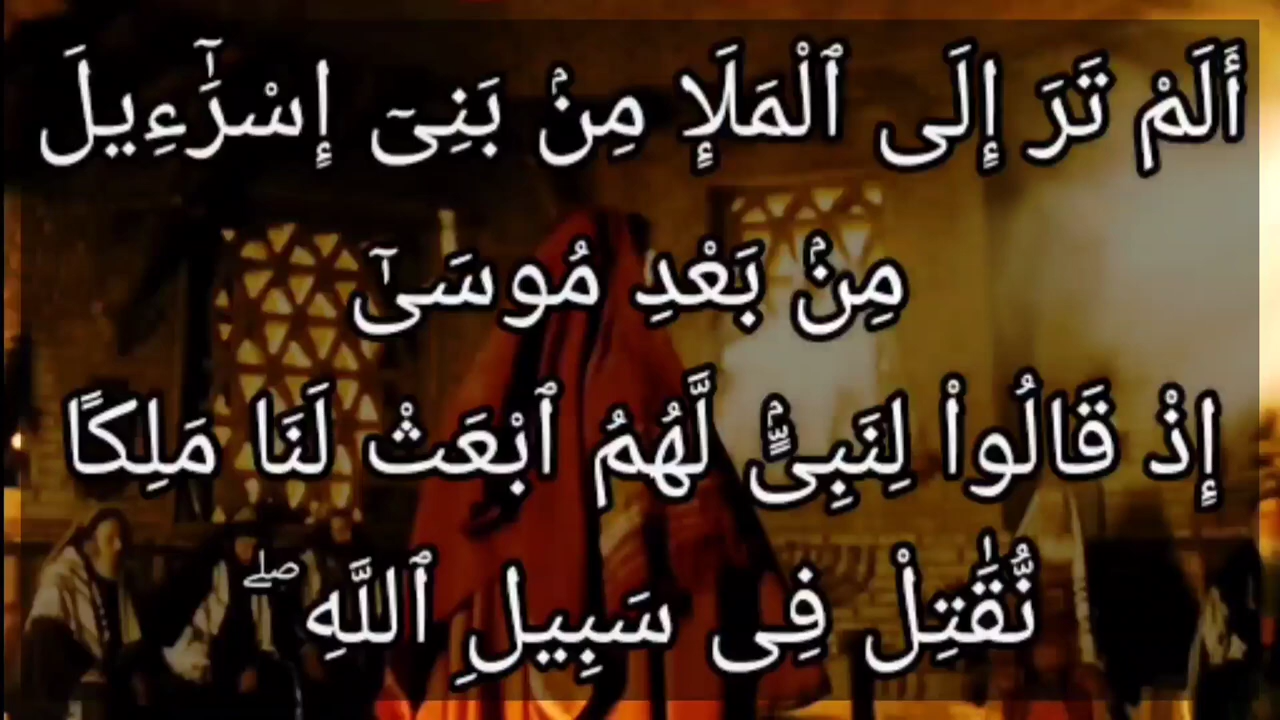 أَلَمْ تَرَ إِلَى ٱلْمَلَإِ مِنۢ بَنِىٓ إِسْرَٰٓءِيلَ
مِنۢ بَعْدِ مُوسَىٰٓ
إِذْ قَالُوا۟ لِنَبِىٍّۢ لَّهُمُ ٱبْعَثْ لَنَا مَلِكًا
نُّقَـٰتِلْ فِى سَبِيلِ ٱللَّهِ ۖ